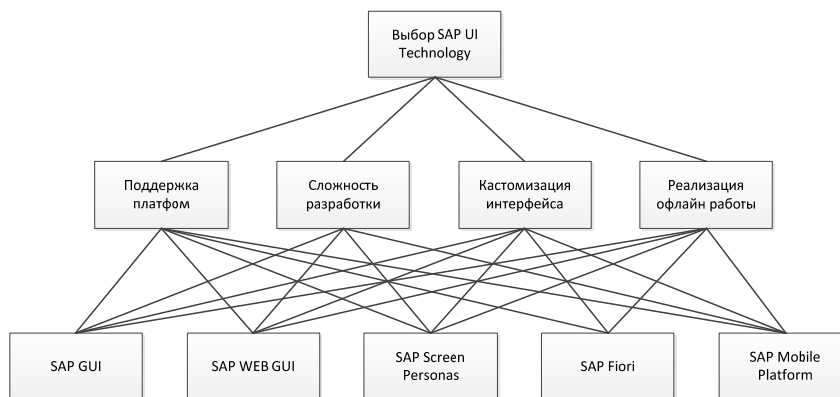 Выбор SAP UI
Technology
Поддержка
платфом
Сложность
разработки
Кастомизация
интерфейса
Реализация
офлайн работы
SAP GUI
SAP WEB GUI
SAP Screen
Personas
SAP Fiori
SAP Mobile
Platform